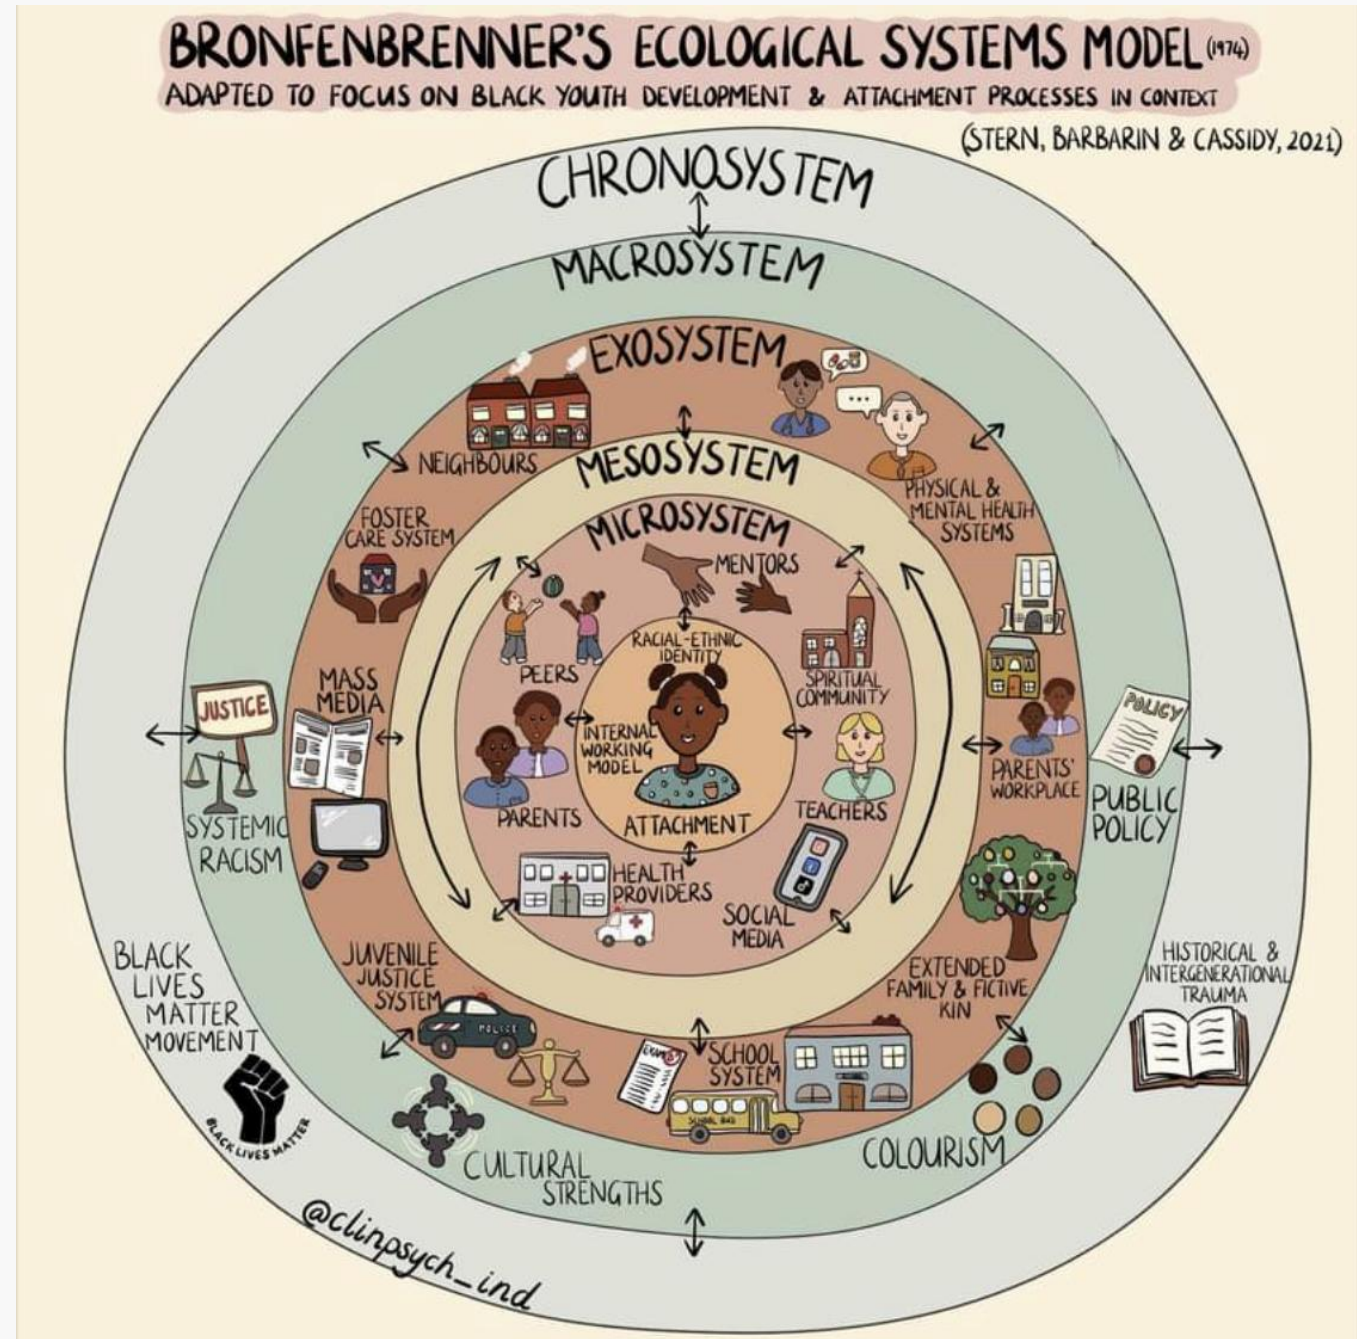 BRONFENBRENNER'S ECOLOGICAL SYSTEMS MODEL (1974)
ADAPTED TO FOCUS ON BLACK YOUTH DEVELOPMENT & ATTACHMENT PROCESSES IN CONTEXT
(STERN, BARBARIN & CASSIDY, 2021)
CHRONOSYSTEM
MACROSYSTEM
EXOSYSTEM
NEIGHBOURS
MESOSYSTEM
PHYSICAL &
MENTAL HEALTH
SYSTEMS
FOSTER
CARE SYSTEM
MICROSYSTEM
MENTORS
RACIAL-ETHNIC
IDENTITY
PEERS
SPIRITUAL
COMMUNITY
MASS
MEDIA
JUSTICE
SYSTEMIC
RACISM
INTERNAL
WORKING
MODEL
PARENTS
ATTACHMENT
TEACHERS
PARENTS'
WORKPLACE
POLICY
PUBLIC
POLICY
HEALTH
PROVIDERS
SOCIAL
MEDIA
JUVENILE
JUSTICE
SYSTEM
POLICE
EXTENDED
FAMILY & FICTIVE
KIN
BLACK
LIVES
MATTER
MOVEMENT
BLACK LIVES MATTER
HISTORICAL &
INTERGENERATIONAL
TRAUMA
EXAM
SCHOOL
SYSTEM
SCHOOL BUS
CULTURAL
STRENGTHS
COLOURISM
@clinpsych_ind